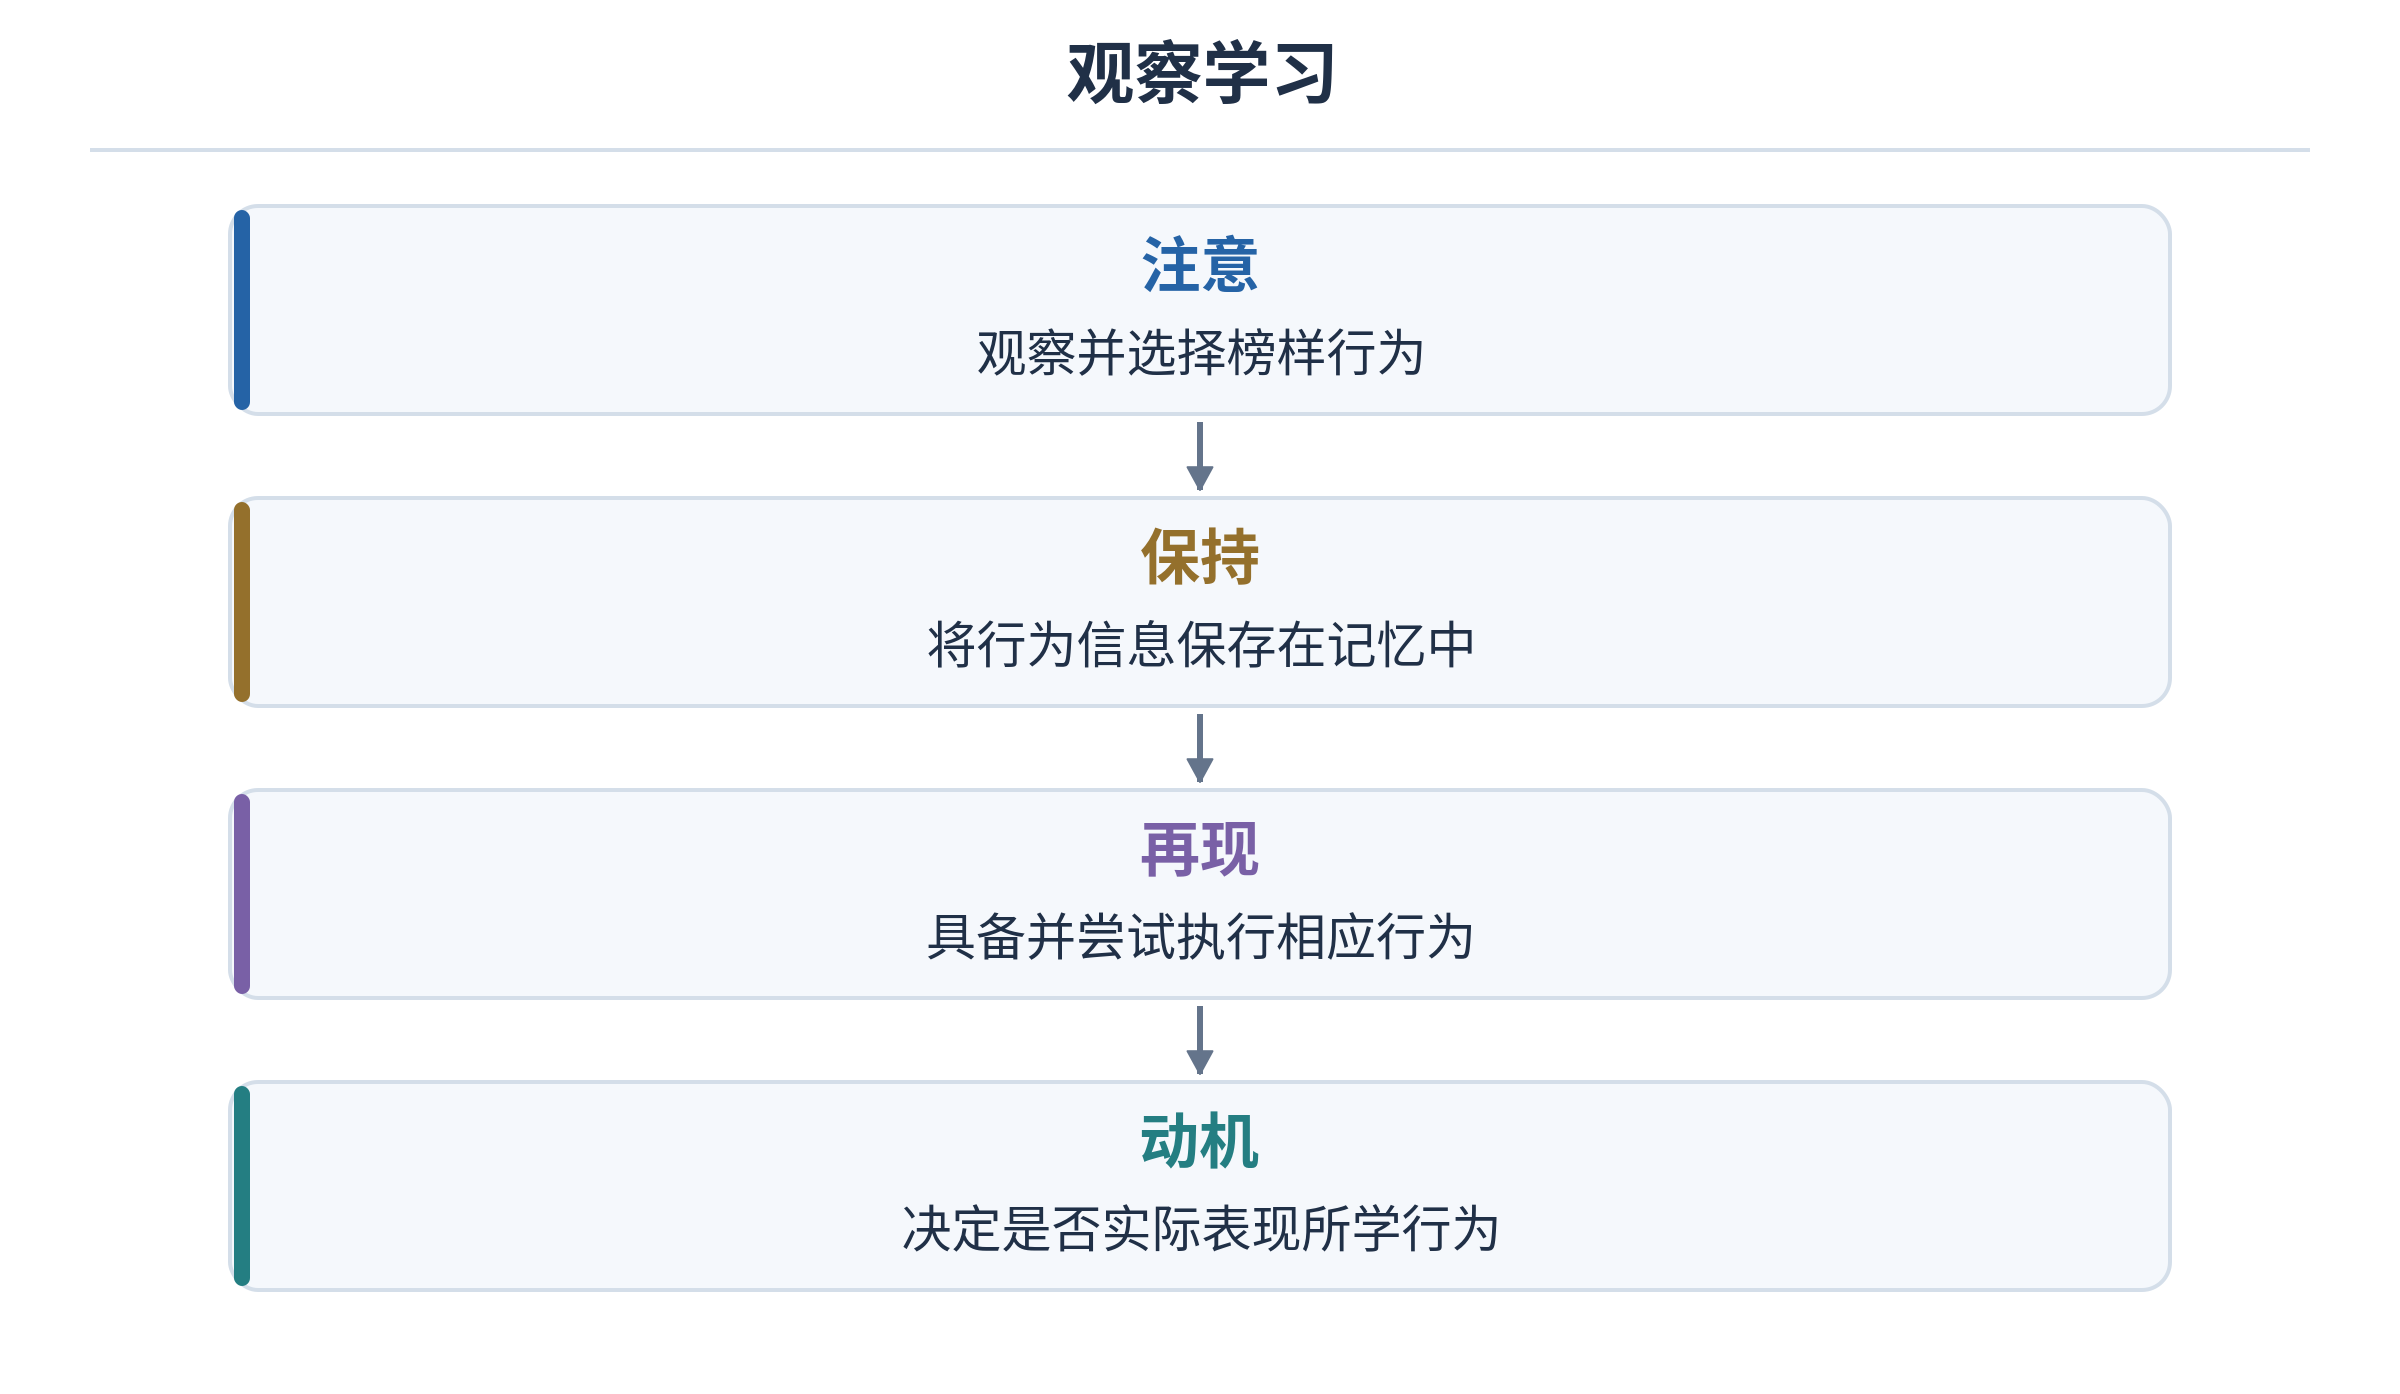 观察学习
注意
观察并选择榜样行为
保持
将行为信息保存在记忆中
再现
具备并尝试执行相应行为
动机
决定是否实际表现所学行为